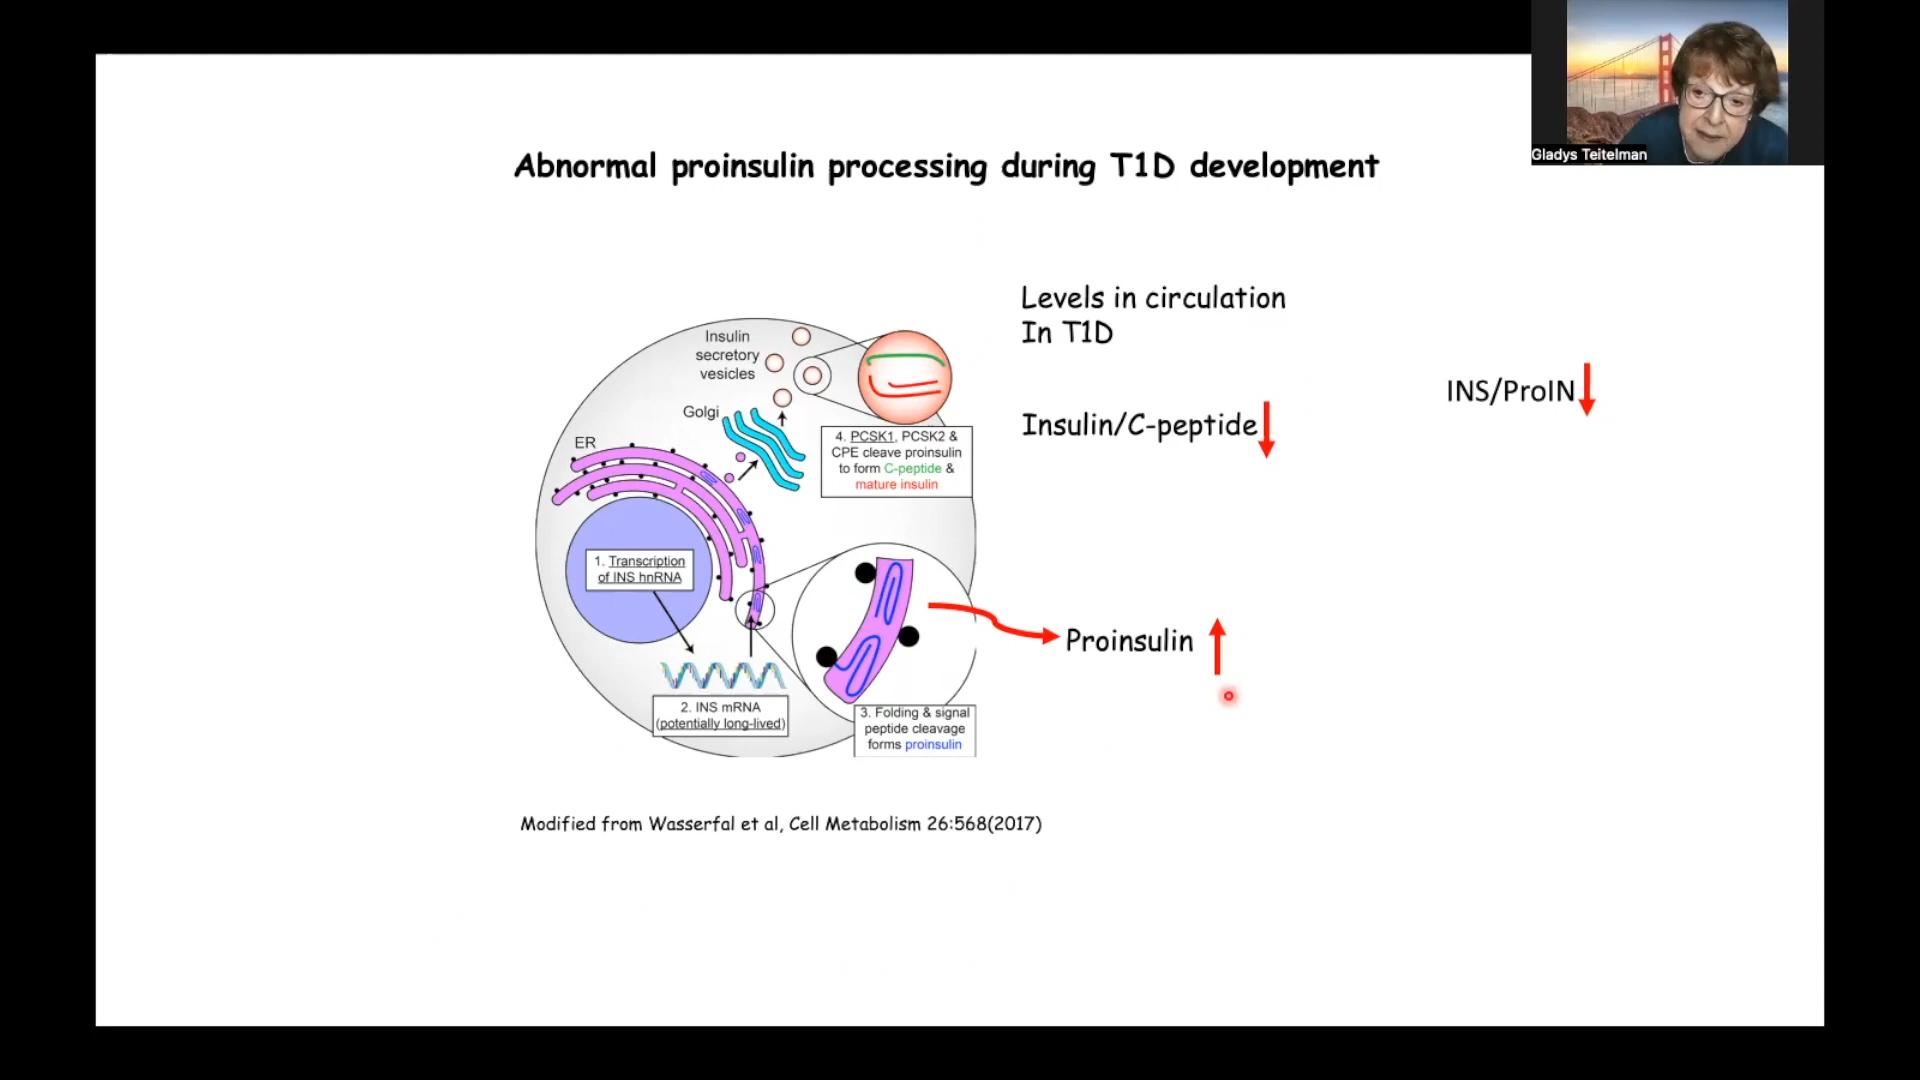 Gladys Teitelman
Abnormal proinsulin processing during T1D development
Levels in circulation
In T1D
Insulin
secretory
vesicles
Golgi
ER
4. PCSK1, PCSK2 &
CPE cleave proinsulin
to form C-peptide &
mature insulin
INS/ProIN
Insulin/C-peptide
1. Transcription
of INS hnRNA
Proinsulin
2. INS mRNA
(potentially long-lived)
3. Folding & signal
peptide cleavage
forms proinsulin
Modified from Wasserfal et al, Cell Metabolism 26:568(2017)